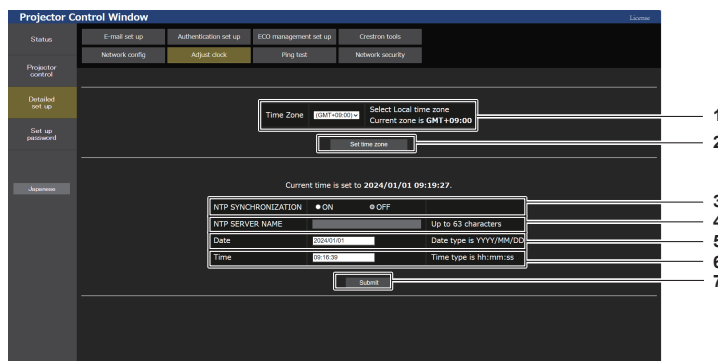 Projector Control Window
License
Status
E-mail set up
Authentication set up
ECO management set up
Crestron tools
Network config
Adjust clock
Ping test
Network security
Projector
control
Detailed
set up
Set up
password
Japanese
Time Zone
(GMT+09:00)
Select Local time zone
Current zone is GMT+09:00
1
Set time zone
2
Current time is set to 2024/01/01 09:19:27.
NTP SYNCHRONIZATION ON OFF
3
NTP SERVER NAME Up to 63 characters
4
Date 2024/01/01 Date type is YYYY/MM/DD
5
Time 09:16:39 Time type is hh:mm:ss
6
Submit
7